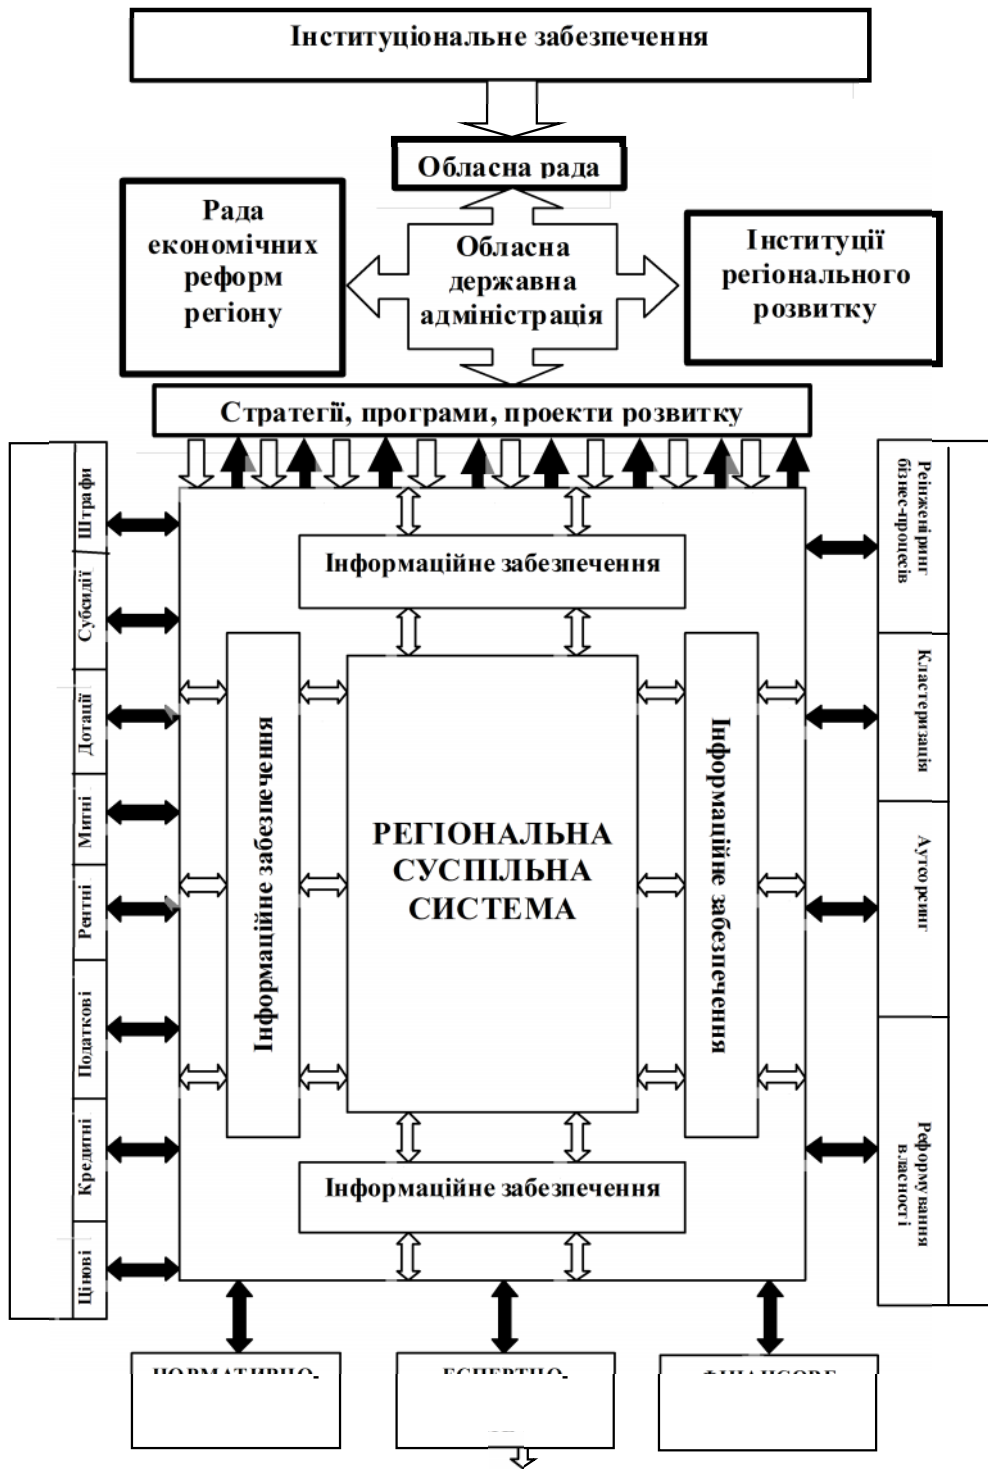 Інституціональне забезпечення
Обласна рада
Рада
економічних
реформ
регіону
Обласна
державна
адміністрація
Інституції
регіонального
розвитку
Стратегії, програми, проекти розвитку
Штрафи
Субсидії
Дотації
Митні
Рентні
Податкові
Кредитні
Цінові
Інформаційне забезпечення
Інформаційне забезпечення
РЕГІОНАЛЬНА
СУСПІЛЬНА
СИСТЕМА
Інформаційне забезпечення
Інформаційне забезпечення
Реінженіринг
бізнес-процесів
Кластеризація
Аутсорсинг
Реформування
власності